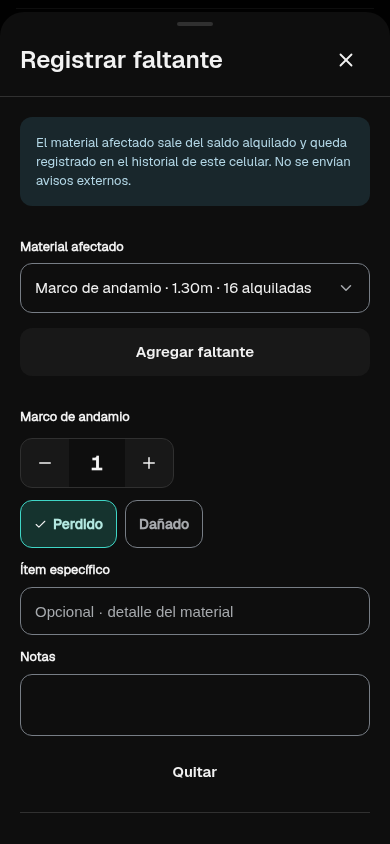 Registrar faltante
El material afectado sale del saldo alquilado y queda
registrado en el historial de este celular. No se envían
avisos externos.
Material afectado
Marco de andamio · 1.30m · 16 alquiladas
Agregar faltante
Marco de andamio
− 1 +
Perdido Dañado
Ítem específico
Opcional · detalle del material
Notas
Quitar